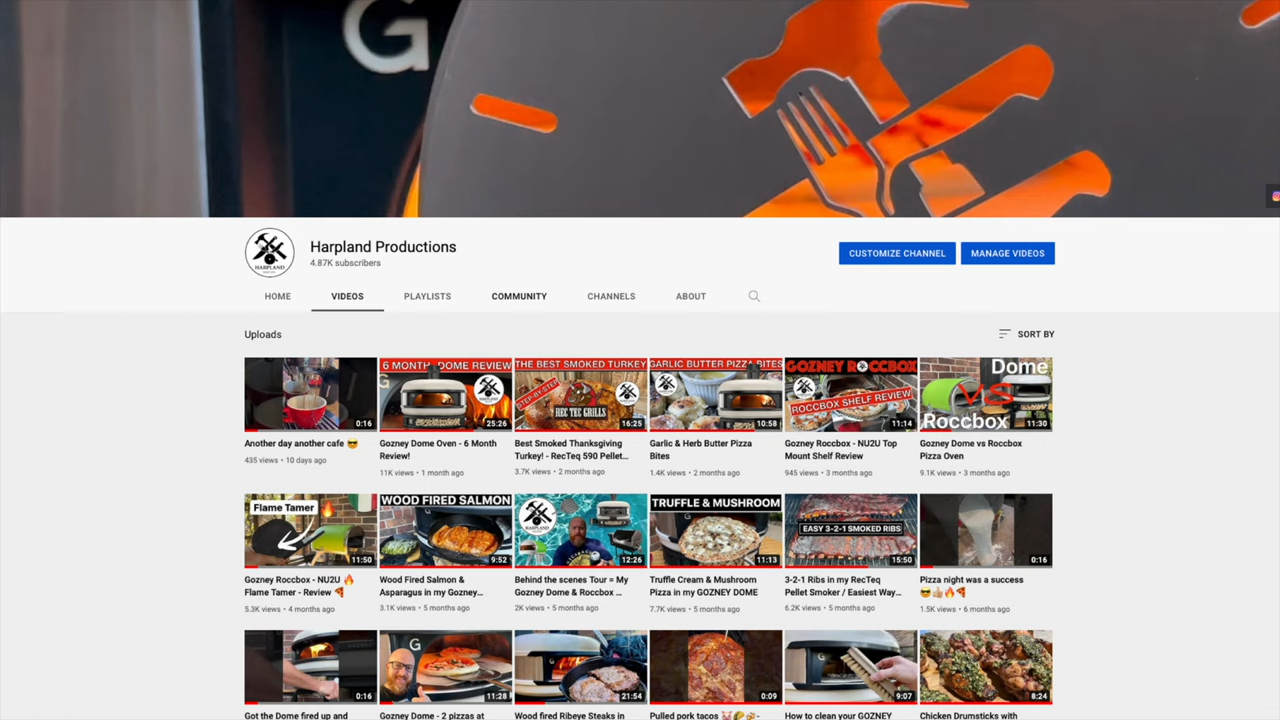 G
Harpland Productions
4.87K subscribers
CUSTOMIZE CHANNEL
MANAGE VIDEOS
HOME
VIDEOS
PLAYLISTS
COMMUNITY
CHANNELS
ABOUT
Uploads
SORT BY
HARPLAND
0:16
Another day another cafe 😎
435 views • 10 days ago
6 MONTH DOME REVIEW
G
25:26
Gozney Dome Oven - 6 Month
Review!
11K views • 1 month ago
THE BEST SMOKED TURKEY
STEP-BY-STEP
REC TEC GRILLS
16:25
Best Smoked Thanksgiving
Turkey! - RecTeq 590 Pellet...
3.7K views • 2 months ago
GARLIC BUTTER PIZZA BITES
10:58
Garlic & Herb Butter Pizza
Bites
1.4K views • 2 months ago
GOZNEY ROCCBOX
ROCCBOX SHELF REVIEW
11:14
Gozney Roccbox - NU2U Top
Mount Shelf Review
945 views • 3 months ago
Dome
VS
Roccbox
11:30
Gozney Dome vs Roccbox
Pizza Oven
9.1K views • 3 months ago
Flame Tamer
11:50
Gozney Roccbox - NU2U 🔥
Flame Tamer - Review 🍕
5.3K views • 4 months ago
WOOD FIRED SALMON
9:52
Wood Fired Salmon &
Asparagus in my Gozney...
3.1K views • 5 months ago
HARPLAND
12:26
Behind the scenes Tour = My
Gozney Dome & Roccbox ...
2K views • 5 months ago
TRUFFLE & MUSHROOM
11:13
Truffle Cream & Mushroom
Pizza in my GOZNEY DOME
7.7K views • 5 months ago
EASY 3-2-1 SMOKED RIBS
15:50
3-2-1 Ribs in my RecTeq
Pellet Smoker / Easiest Way...
6.2K views • 5 months ago
0:16
Pizza night was a success
😎👍🔥🍕
1.5K views • 6 months ago
0:16
Got the Dome fired up and
G
11:28
Gozney Dome - 2 pizzas at
21:54
Wood fired Ribeye Steaks in
0:09
Pulled pork tacos 🐷🌮🍻-
G
9:07
How to clean your GOZNEY
8:24
Chicken Drumsticks with